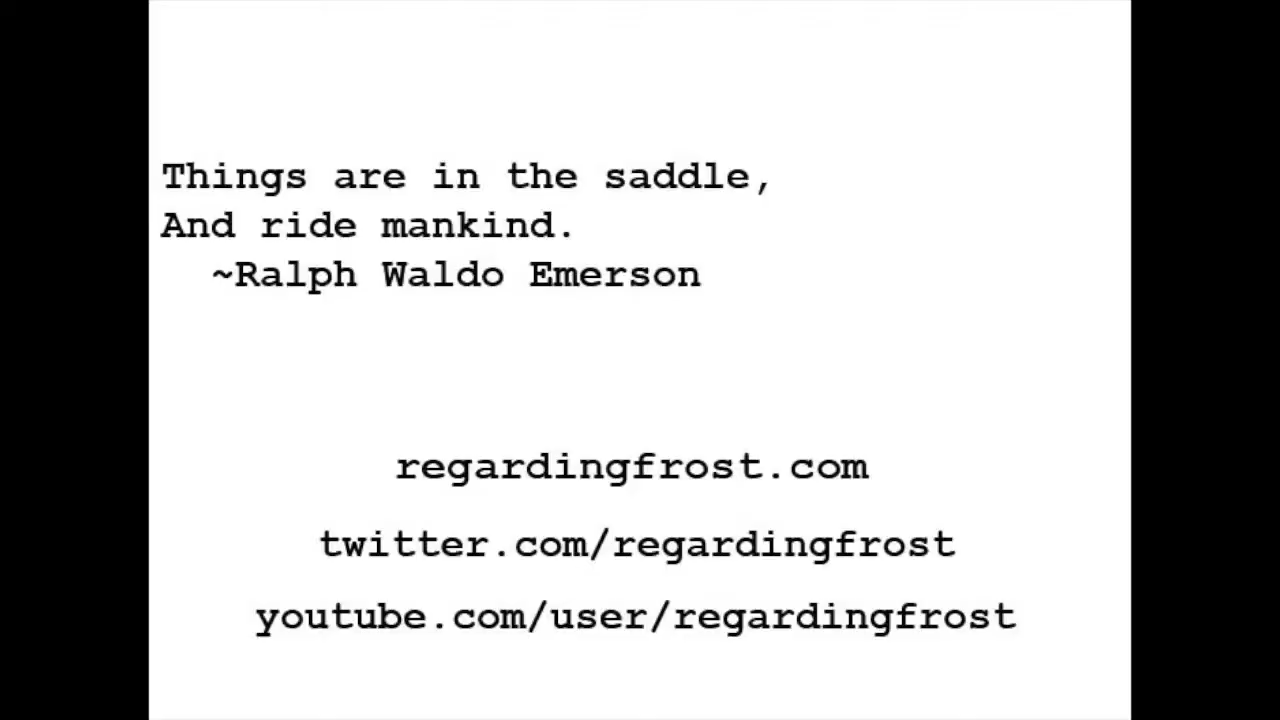 Things are in the saddle,
And ride mankind.
~Ralph Waldo Emerson
regardingfrost.com
twitter.com/regardingfrost
youtube.com/user/regardingfrost